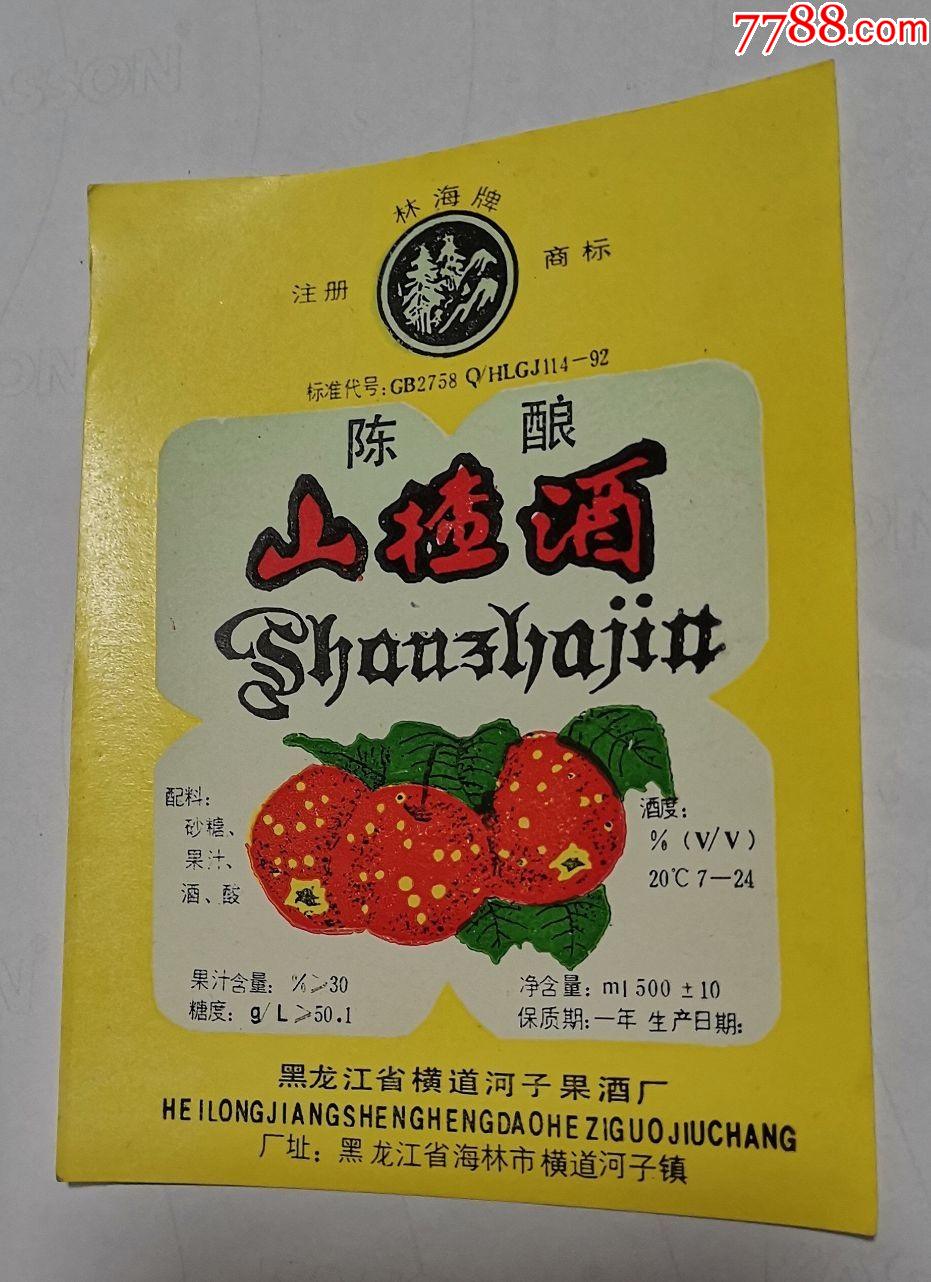 7788.com
林海牌
注册 商标
标准代号:GB2758 Q/HLGJ114-92
陈 酿
山楂酒
Shanzhajiu
配料:
砂糖、
果汁、
酒、酸
酒度:
% (V/V)
20℃ 7—24
果汁含量: %≥30
糖度: g/L≥50.1
净含量: ml 500 ± 10
保质期:一年 生产日期:
黑龙江省横道河子果酒厂
HEILONGJIANGSHENGHENGDAOHEZIGUOJIUCHANG
厂址: 黑龙江省海林市横道河子镇